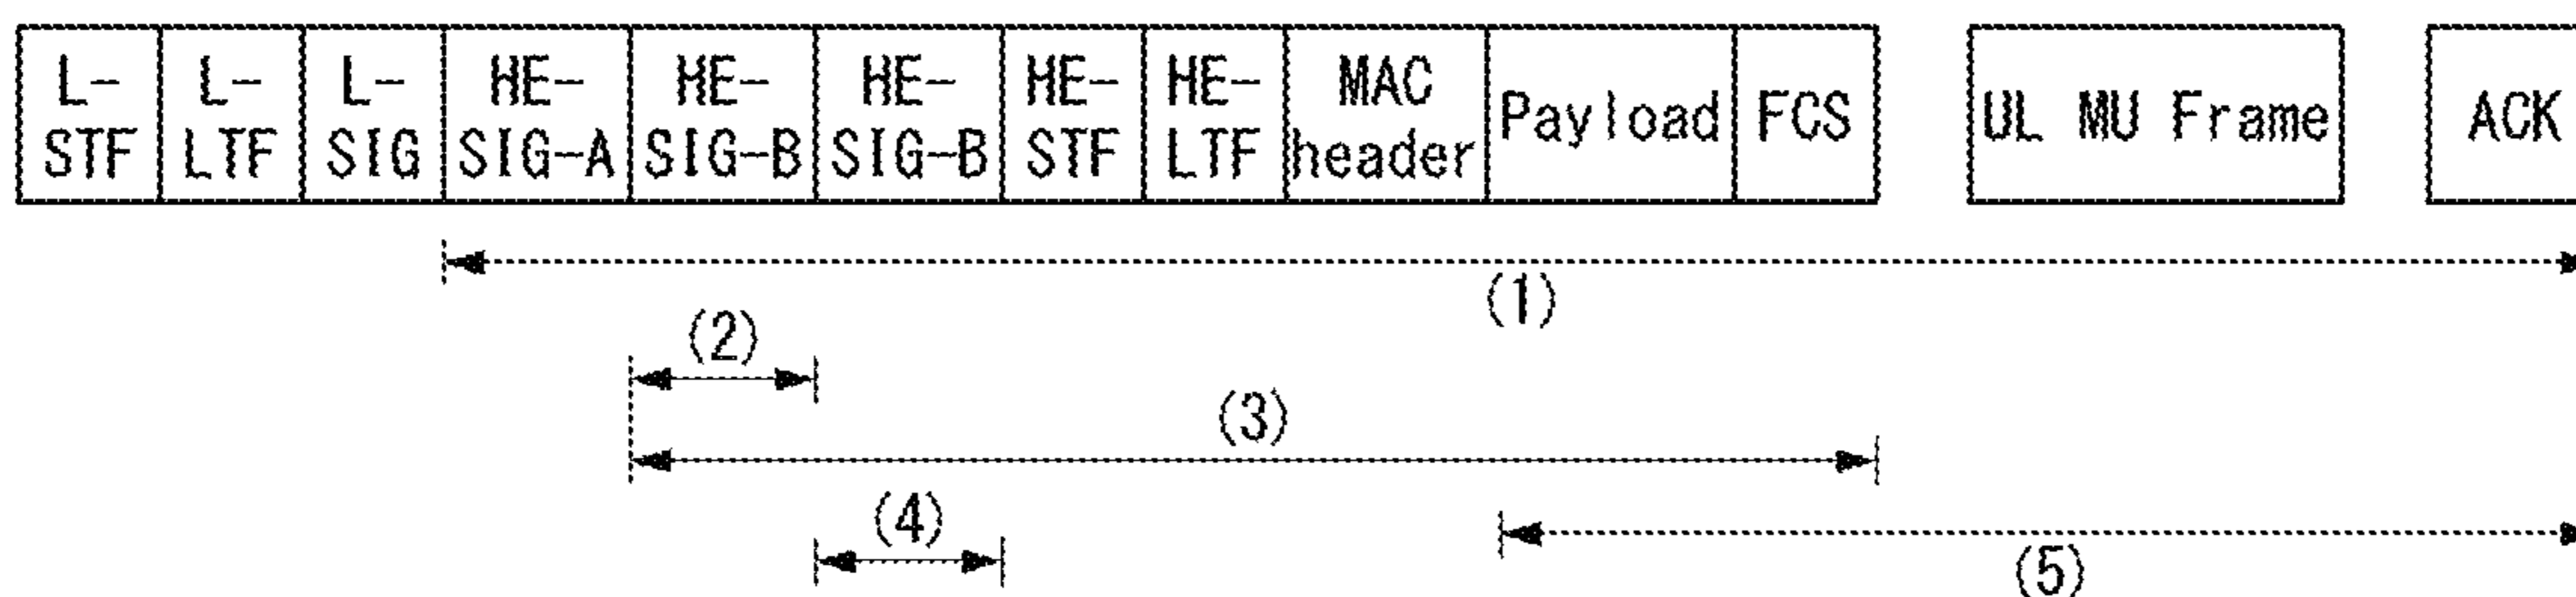 L-
STF
L-
LTF
L-
SIG
HE-
SIG-A
HE-
SIG-B
HE-
SIG-B
HE-
STF
HE-
LTF
MAC
header
Payload
FCS
UL MU Frame
ACK
(1)
(2)
(3)
(4)
(5)